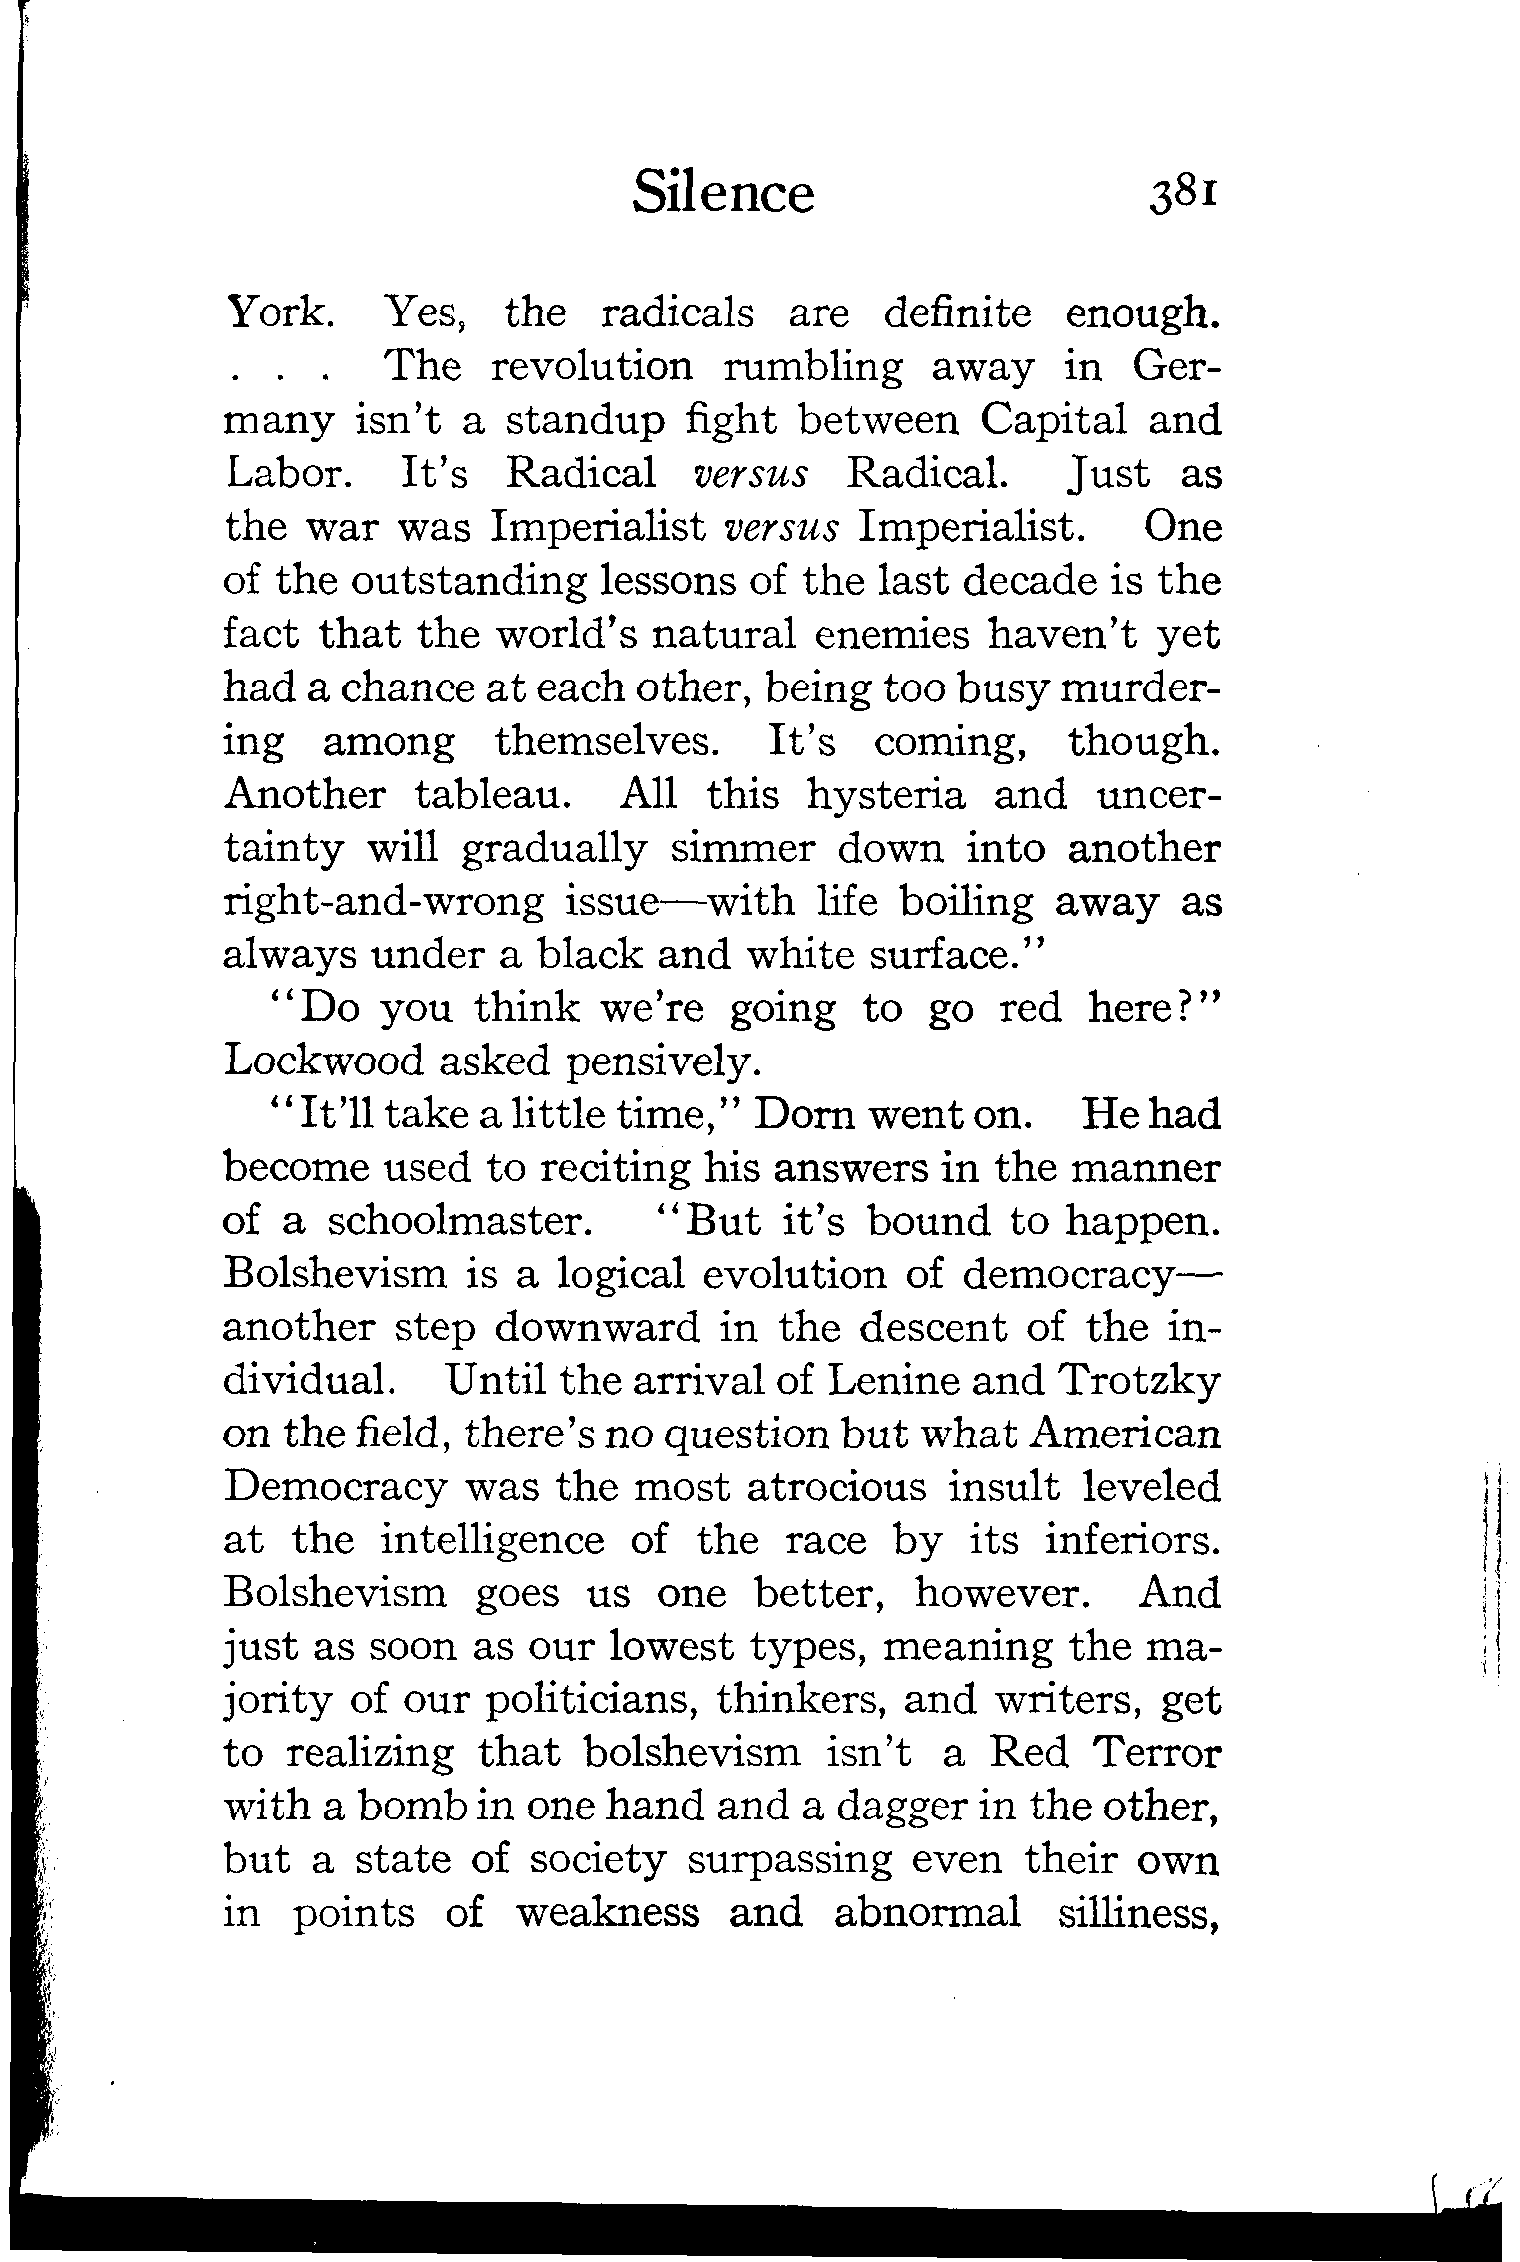 Silence 381
York. Yes, the radicals are definite enough.
. . . The revolution rumbling away in Ger-
many isn't a standup fight between Capital and
Labor. It's Radical versus Radical. Just as
the war was Imperialist versus Imperialist. One
of the outstanding lessons of the last decade is the
fact that the world's natural enemies haven't yet
had a chance at each other, being too busy murder-
ing among themselves. It's coming, though.
Another tableau. All this hysteria and uncer-
tainty will gradually simmer down into another
right-and-wrong issue—with life boiling away as
always under a black and white surface."
"Do you think we're going to go red here?"
Lockwood asked pensively.
"It'll take a little time," Dorn went on. He had
become used to reciting his answers in the manner
of a schoolmaster. "But it's bound to happen.
Bolshevism is a logical evolution of democracy—
another step downward in the descent of the in-
dividual. Until the arrival of Lenine and Trotzky
on the field, there's no question but what American
Democracy was the most atrocious insult leveled
at the intelligence of the race by its inferiors.
Bolshevism goes us one better, however. And
just as soon as our lowest types, meaning the ma-
jority of our politicians, thinkers, and writers, get
to realizing that bolshevism isn't a Red Terror
with a bomb in one hand and a dagger in the other,
but a state of society surpassing even their own
in points of weakness and abnormal silliness,